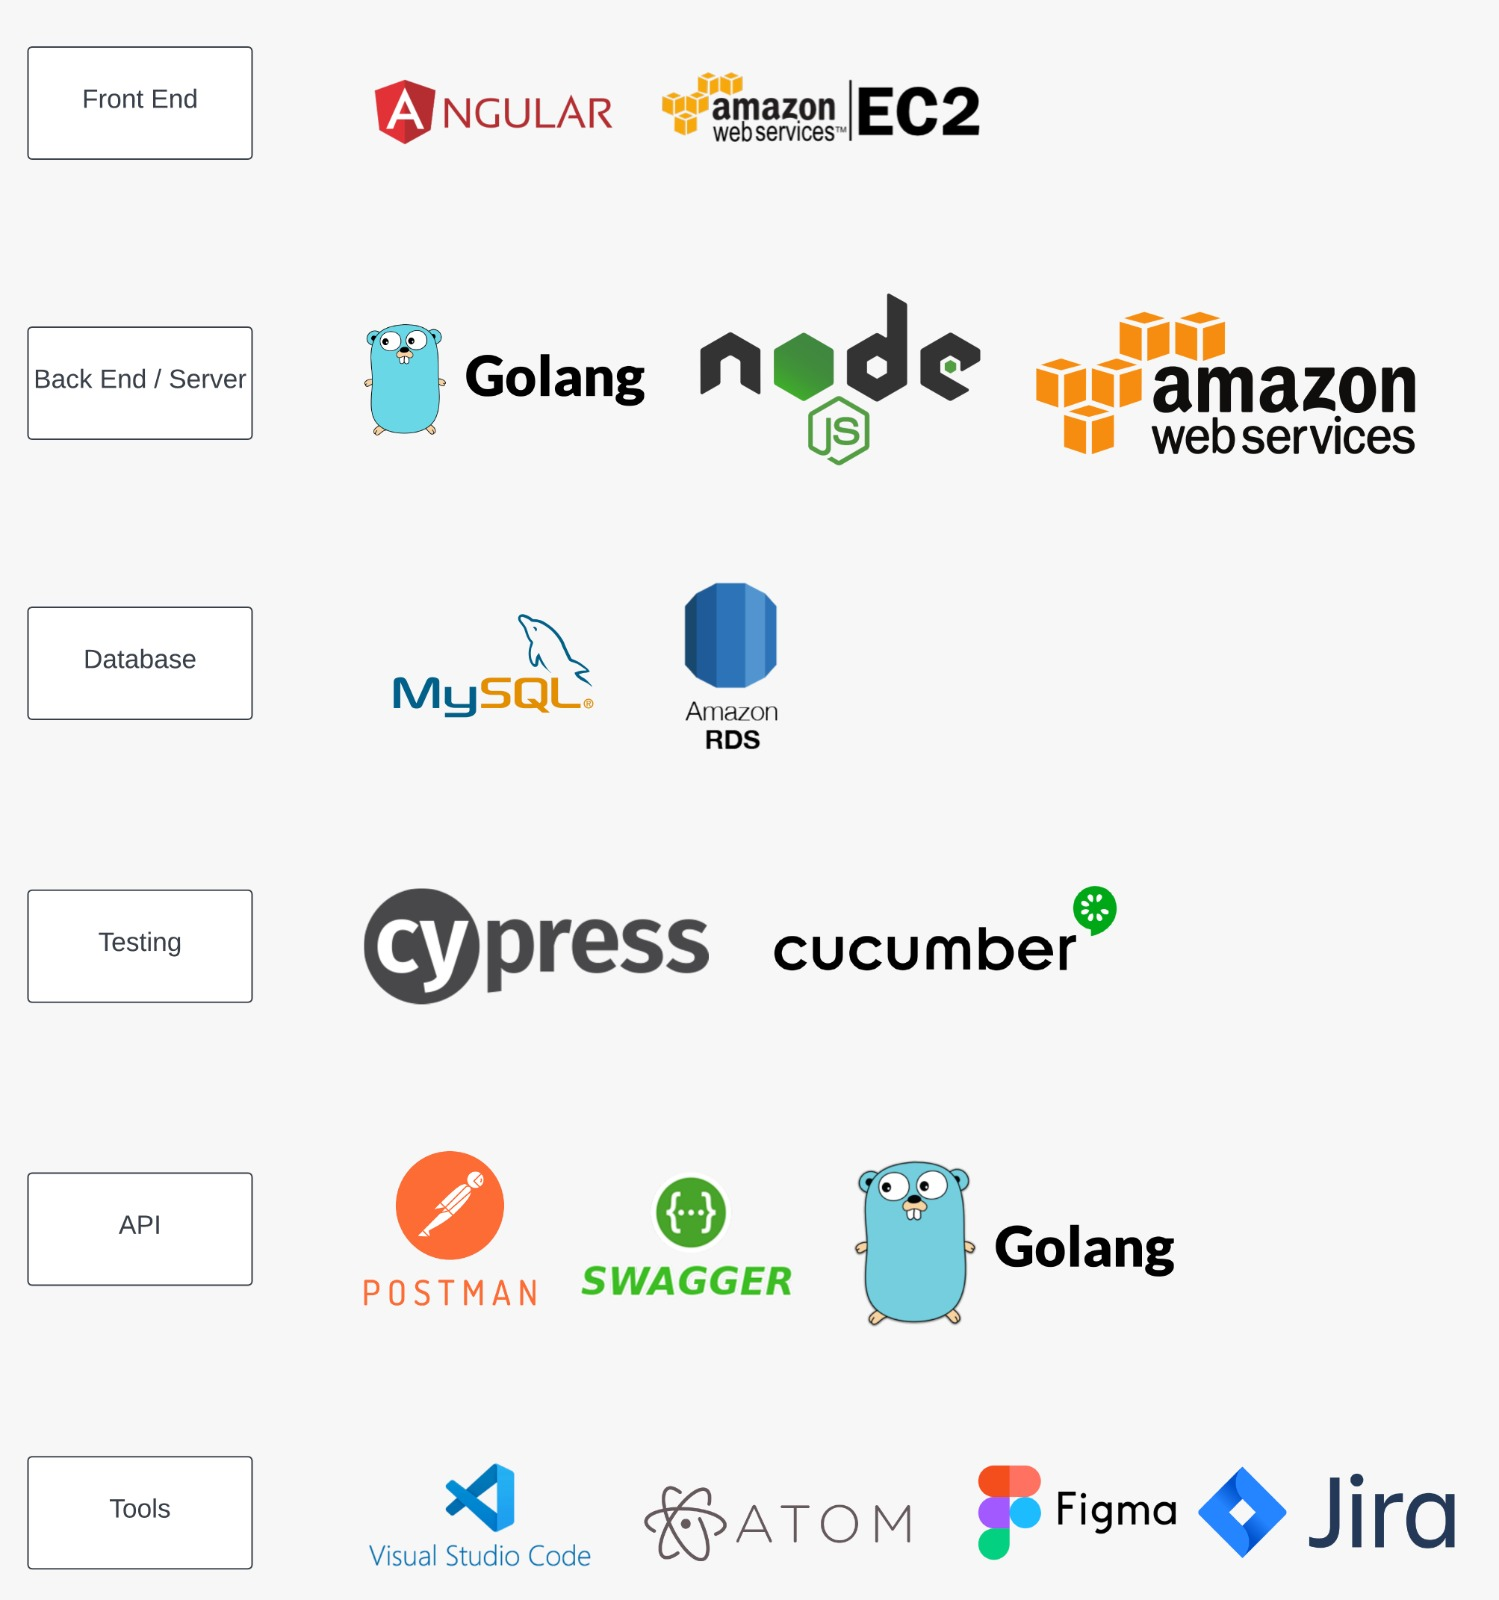 Front End
ANGULAR
amazon
web services™
EC2
Back End / Server
Golang
node
JS
amazon
web services
Database
MySQL®
Amazon
RDS
Testing
cypress
cucumber
API
POSTMAN
{···}
SWAGGER
Golang
Tools
Visual Studio Code
ATOM
Figma
Jira